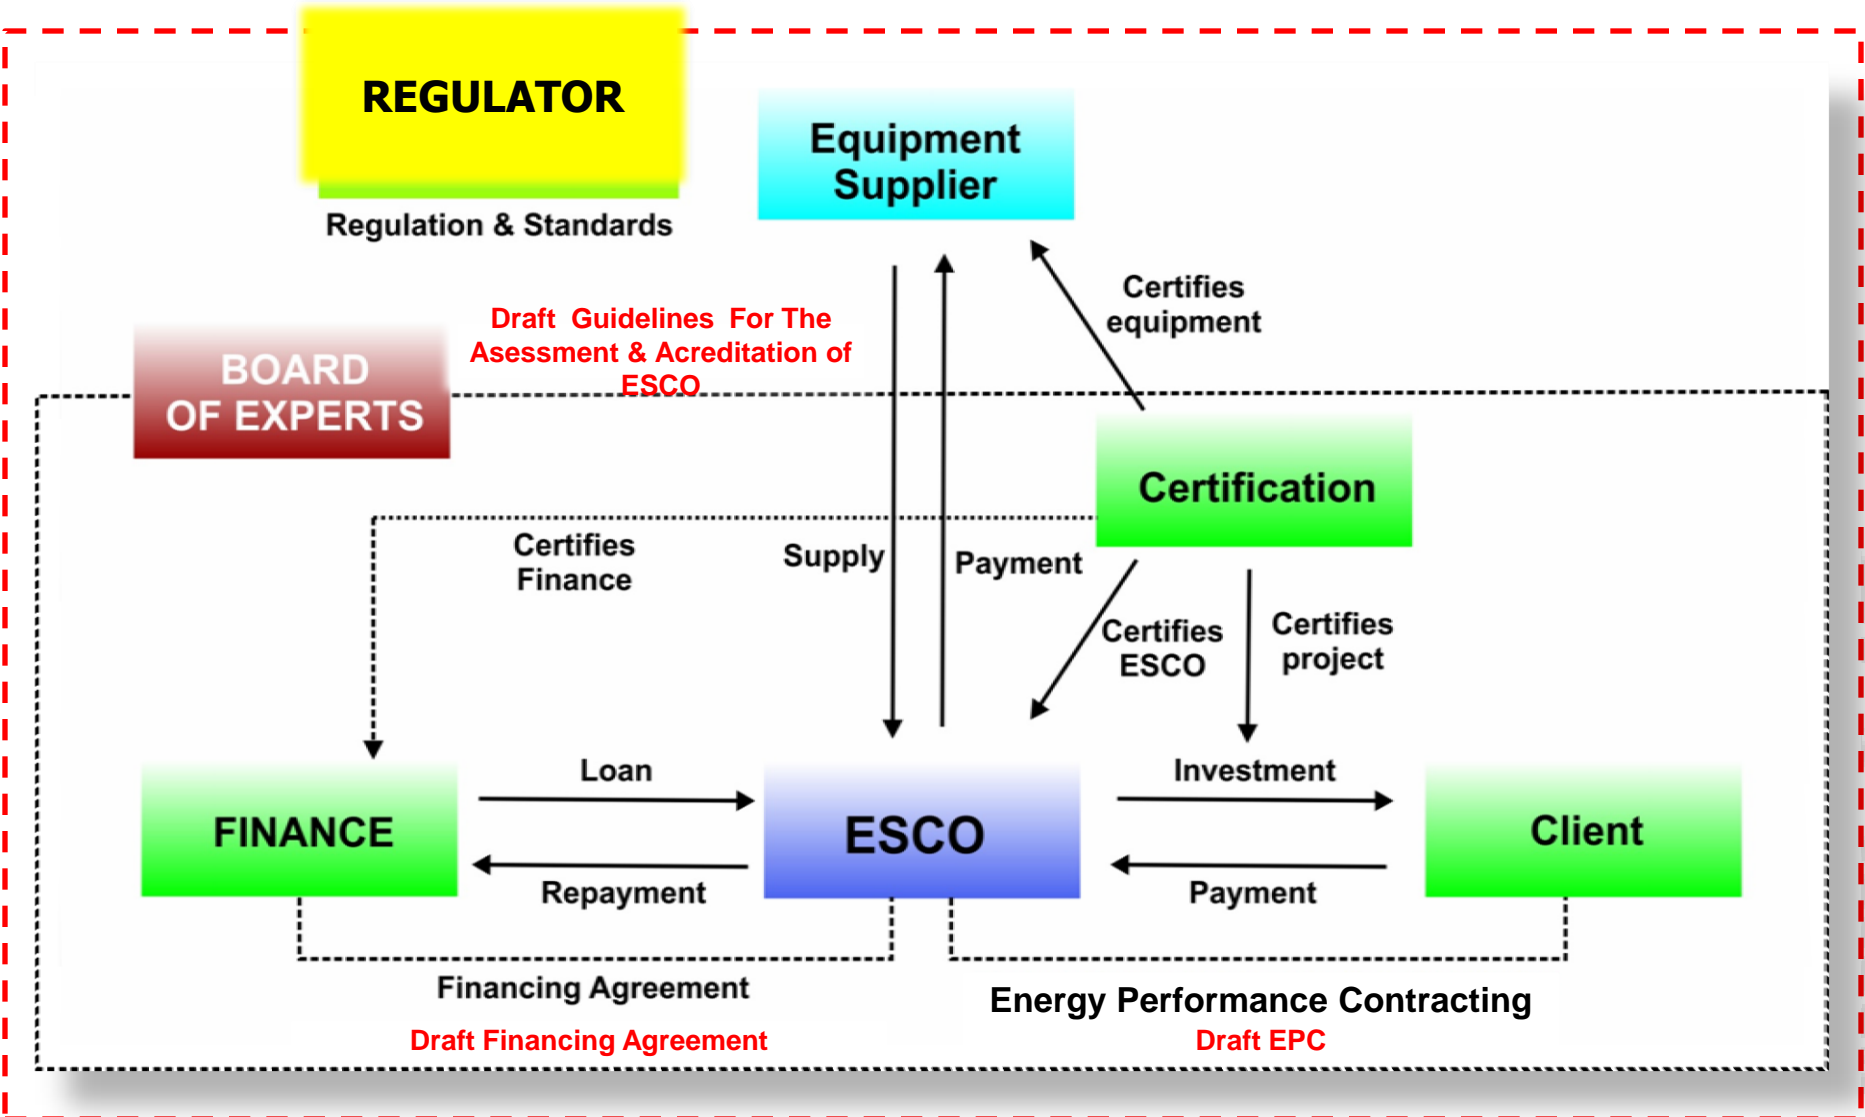 REGULATOR
Equipment
Supplier
Regulation & Standards
Certifies
equipment
Draft Guidelines For The
Asessment & Acreditation of
ESCO
BOARD
OF EXPERTS
Certification
Certifies
Finance
Supply
Payment
Certifies
ESCO
Certifies
project
Loan
Investment
FINANCE
ESCO
Client
Repayment
Payment
Financing Agreement
Energy Performance Contracting
Draft Financing Agreement
Draft EPC